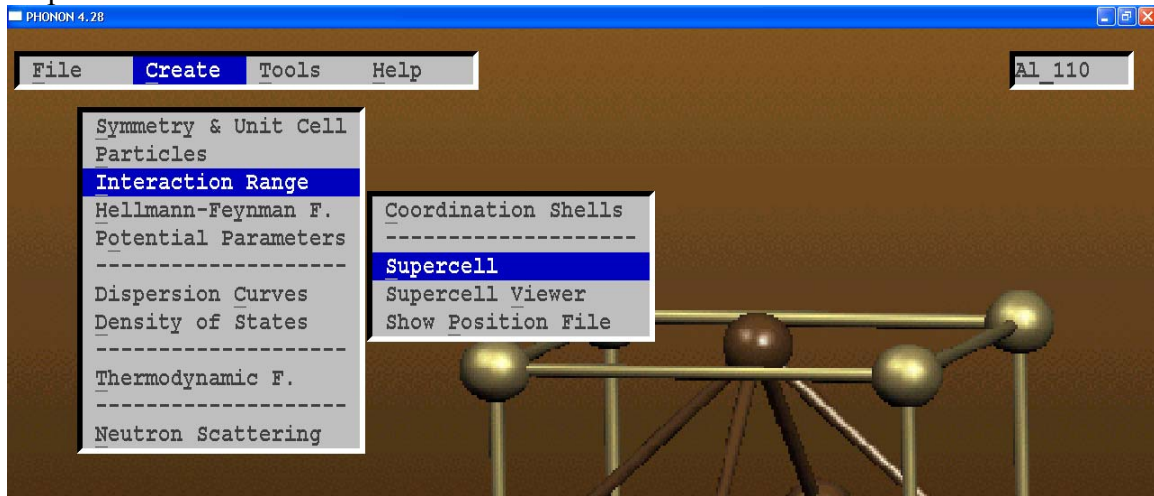 PHONON 4.28
File Create Tools Help
Al_110
Symmetry & Unit Cell
Particles
Interaction Range
Hellmann-Feynman F.
Potential Parameters
--------------------
Dispersion Curves
Density of States
--------------------
Thermodynamic F.
--------------------
Neutron Scattering
Coordination Shells
--------------------
Supercell
Supercell Viewer
Show Position File